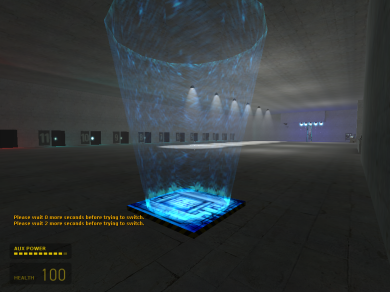 Please wait 8 more seconds before trying to switch.
Please wait 2 more seconds before trying to switch.
AUX POWER
HEALTH 100